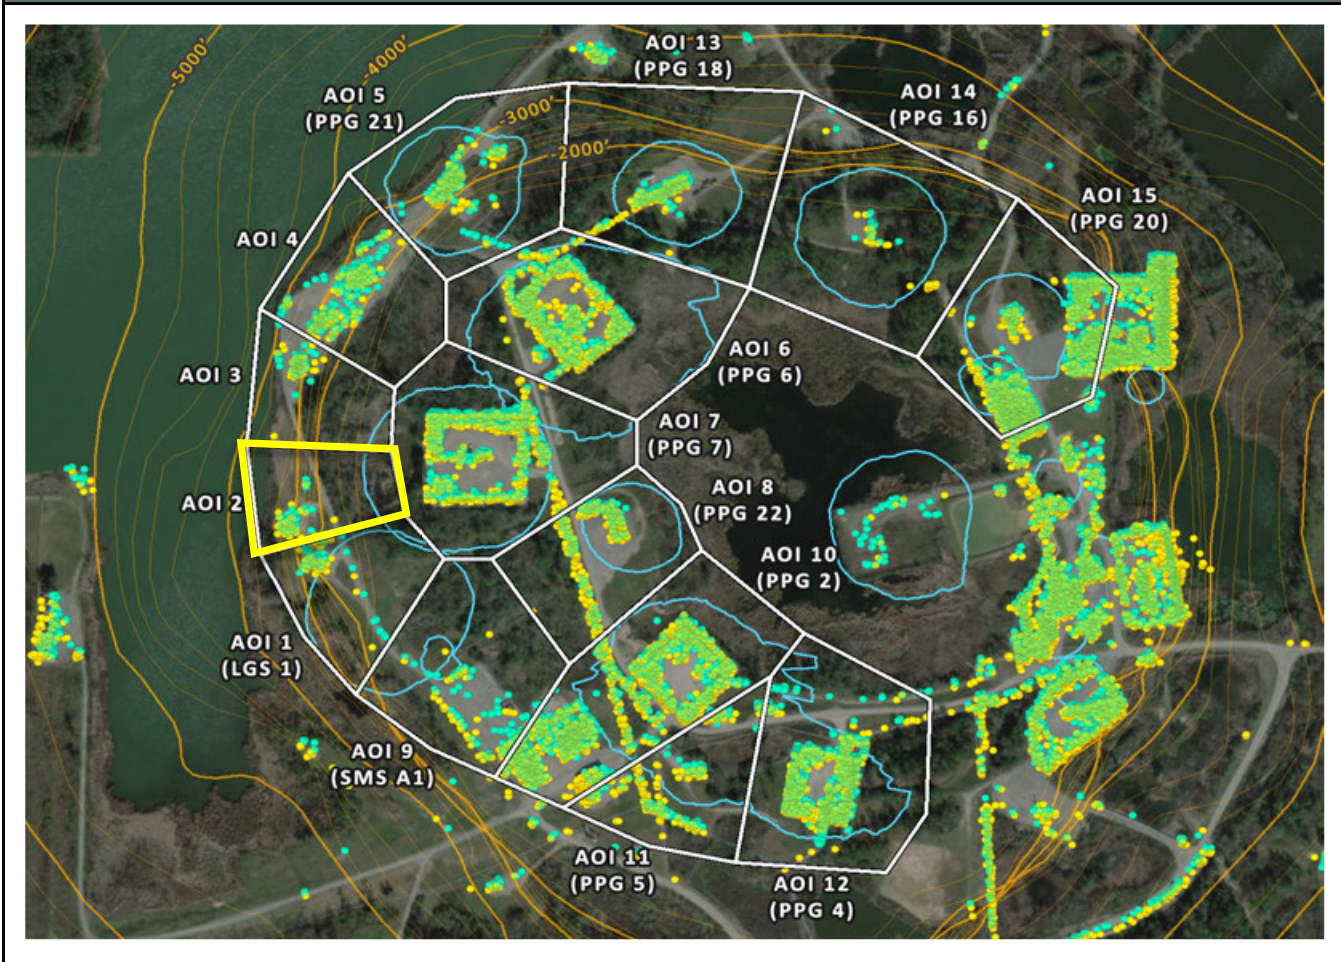 -5000'
-4000'
AOI 13
(PPG 18)
AOI 5
(PPG 21)
-3000'
-2000'
AOI 14
(PPG 16)
AOI 15
(PPG 20)
AOI 4
AOI 3
AOI 6
(PPG 6)
AOI 7
(PPG 7)
AOI 2
AOI 8
(PPG 22)
AOI 10
(PPG 2)
AOI 1
(LGS 1)
AOI 9
(SMS A1)
AOI 11
(PPG 5)
AOI 12
(PPG 4)